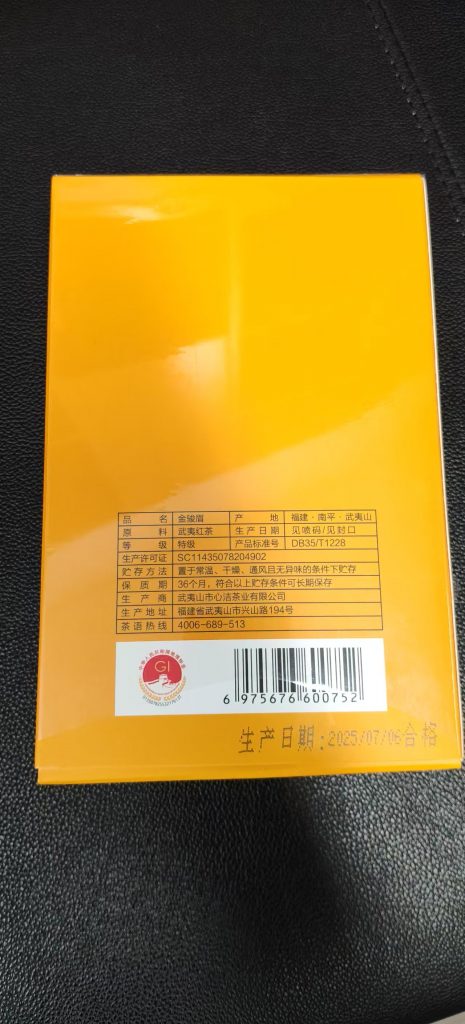 品名 金骏眉 产地 福建·南平·武夷山
原料 武夷红茶 生产日期 见喷码/见封口
等级 特级 产品标准号 DB35/T1228
生产许可证 SC11435078204902
贮存方法 置于常温、干燥、通风且无异味的条件下贮存
保质期 36个月，符合以上贮存条件可长期保存
生产商 武夷山市心洁茶业有限公司
生产地址 福建省武夷山市兴山路194号
茶语热线 4006-689-513
GI
6 975676 600752
生产日期:2025/07/06合格